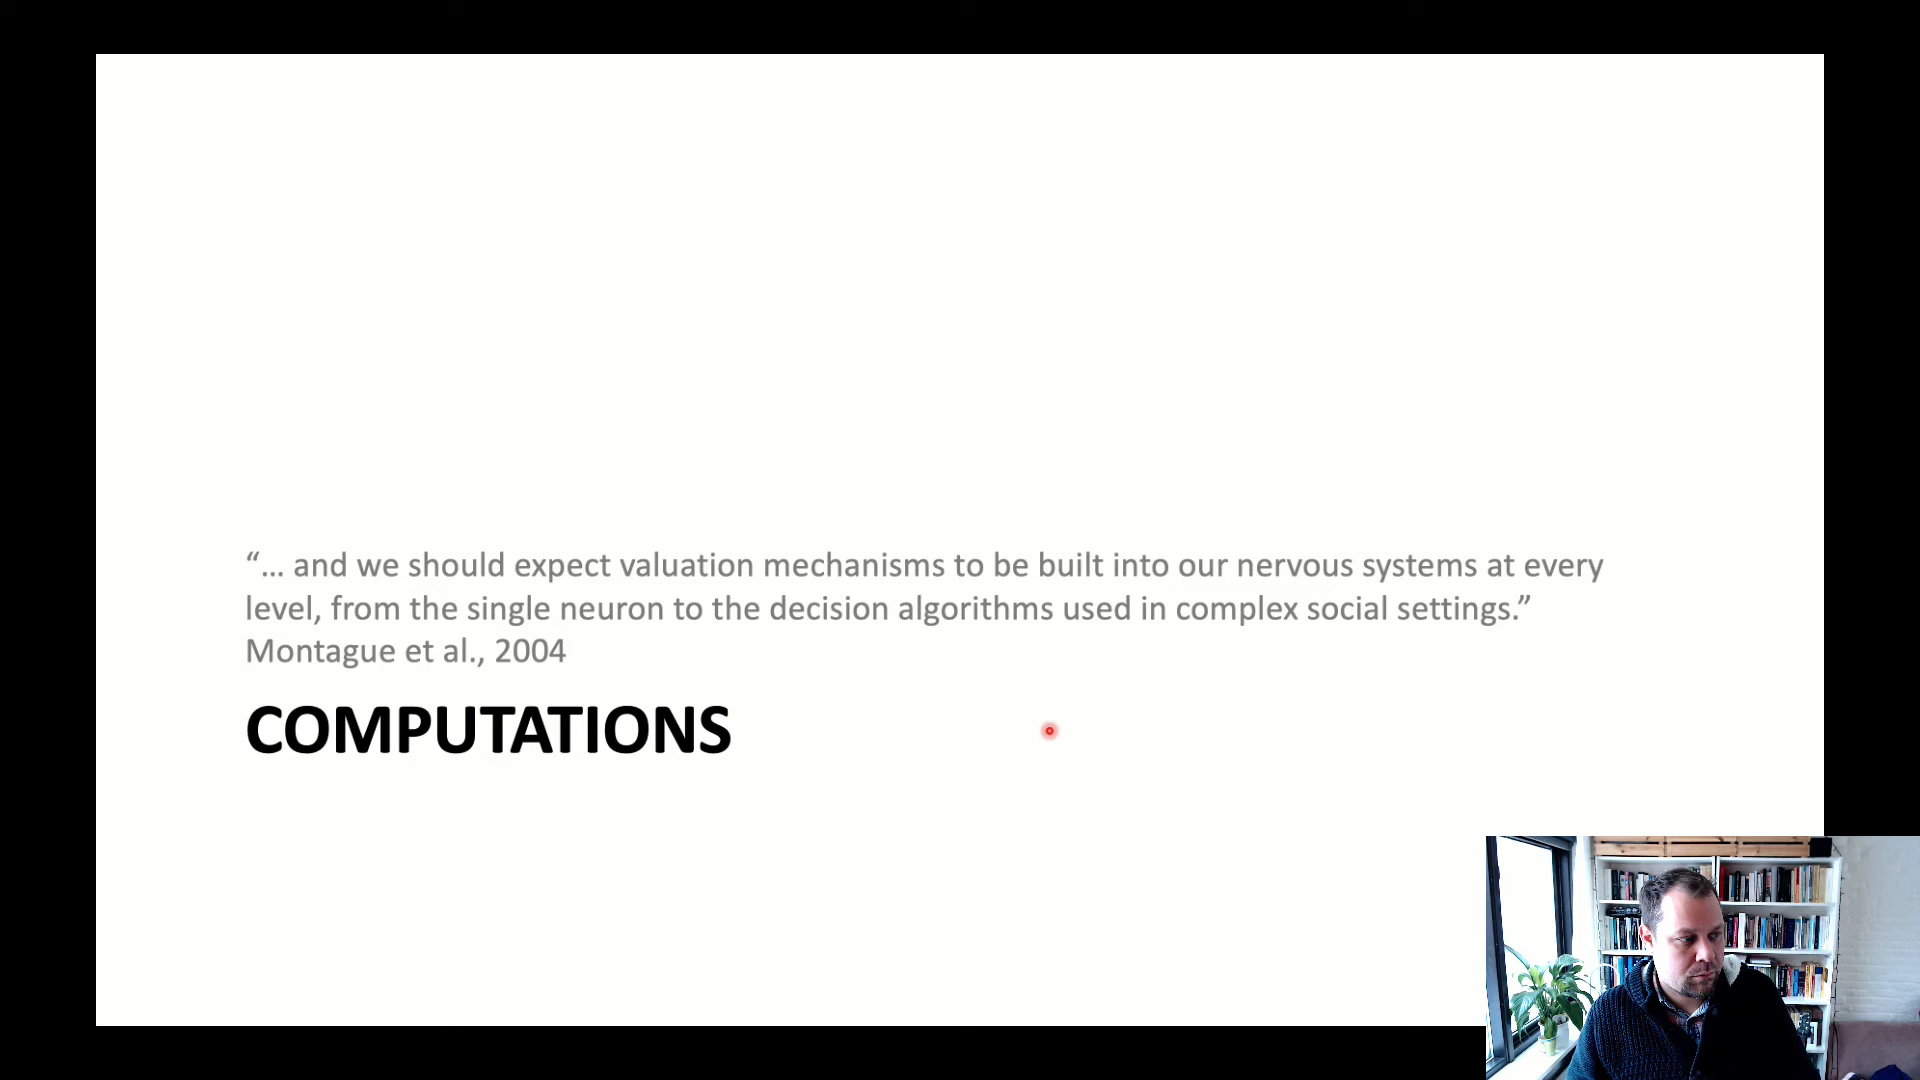 “... and we should expect valuation mechanisms to be built into our nervous systems at every
level, from the single neuron to the decision algorithms used in complex social settings.”
Montague et al., 2004
COMPUTATIONS